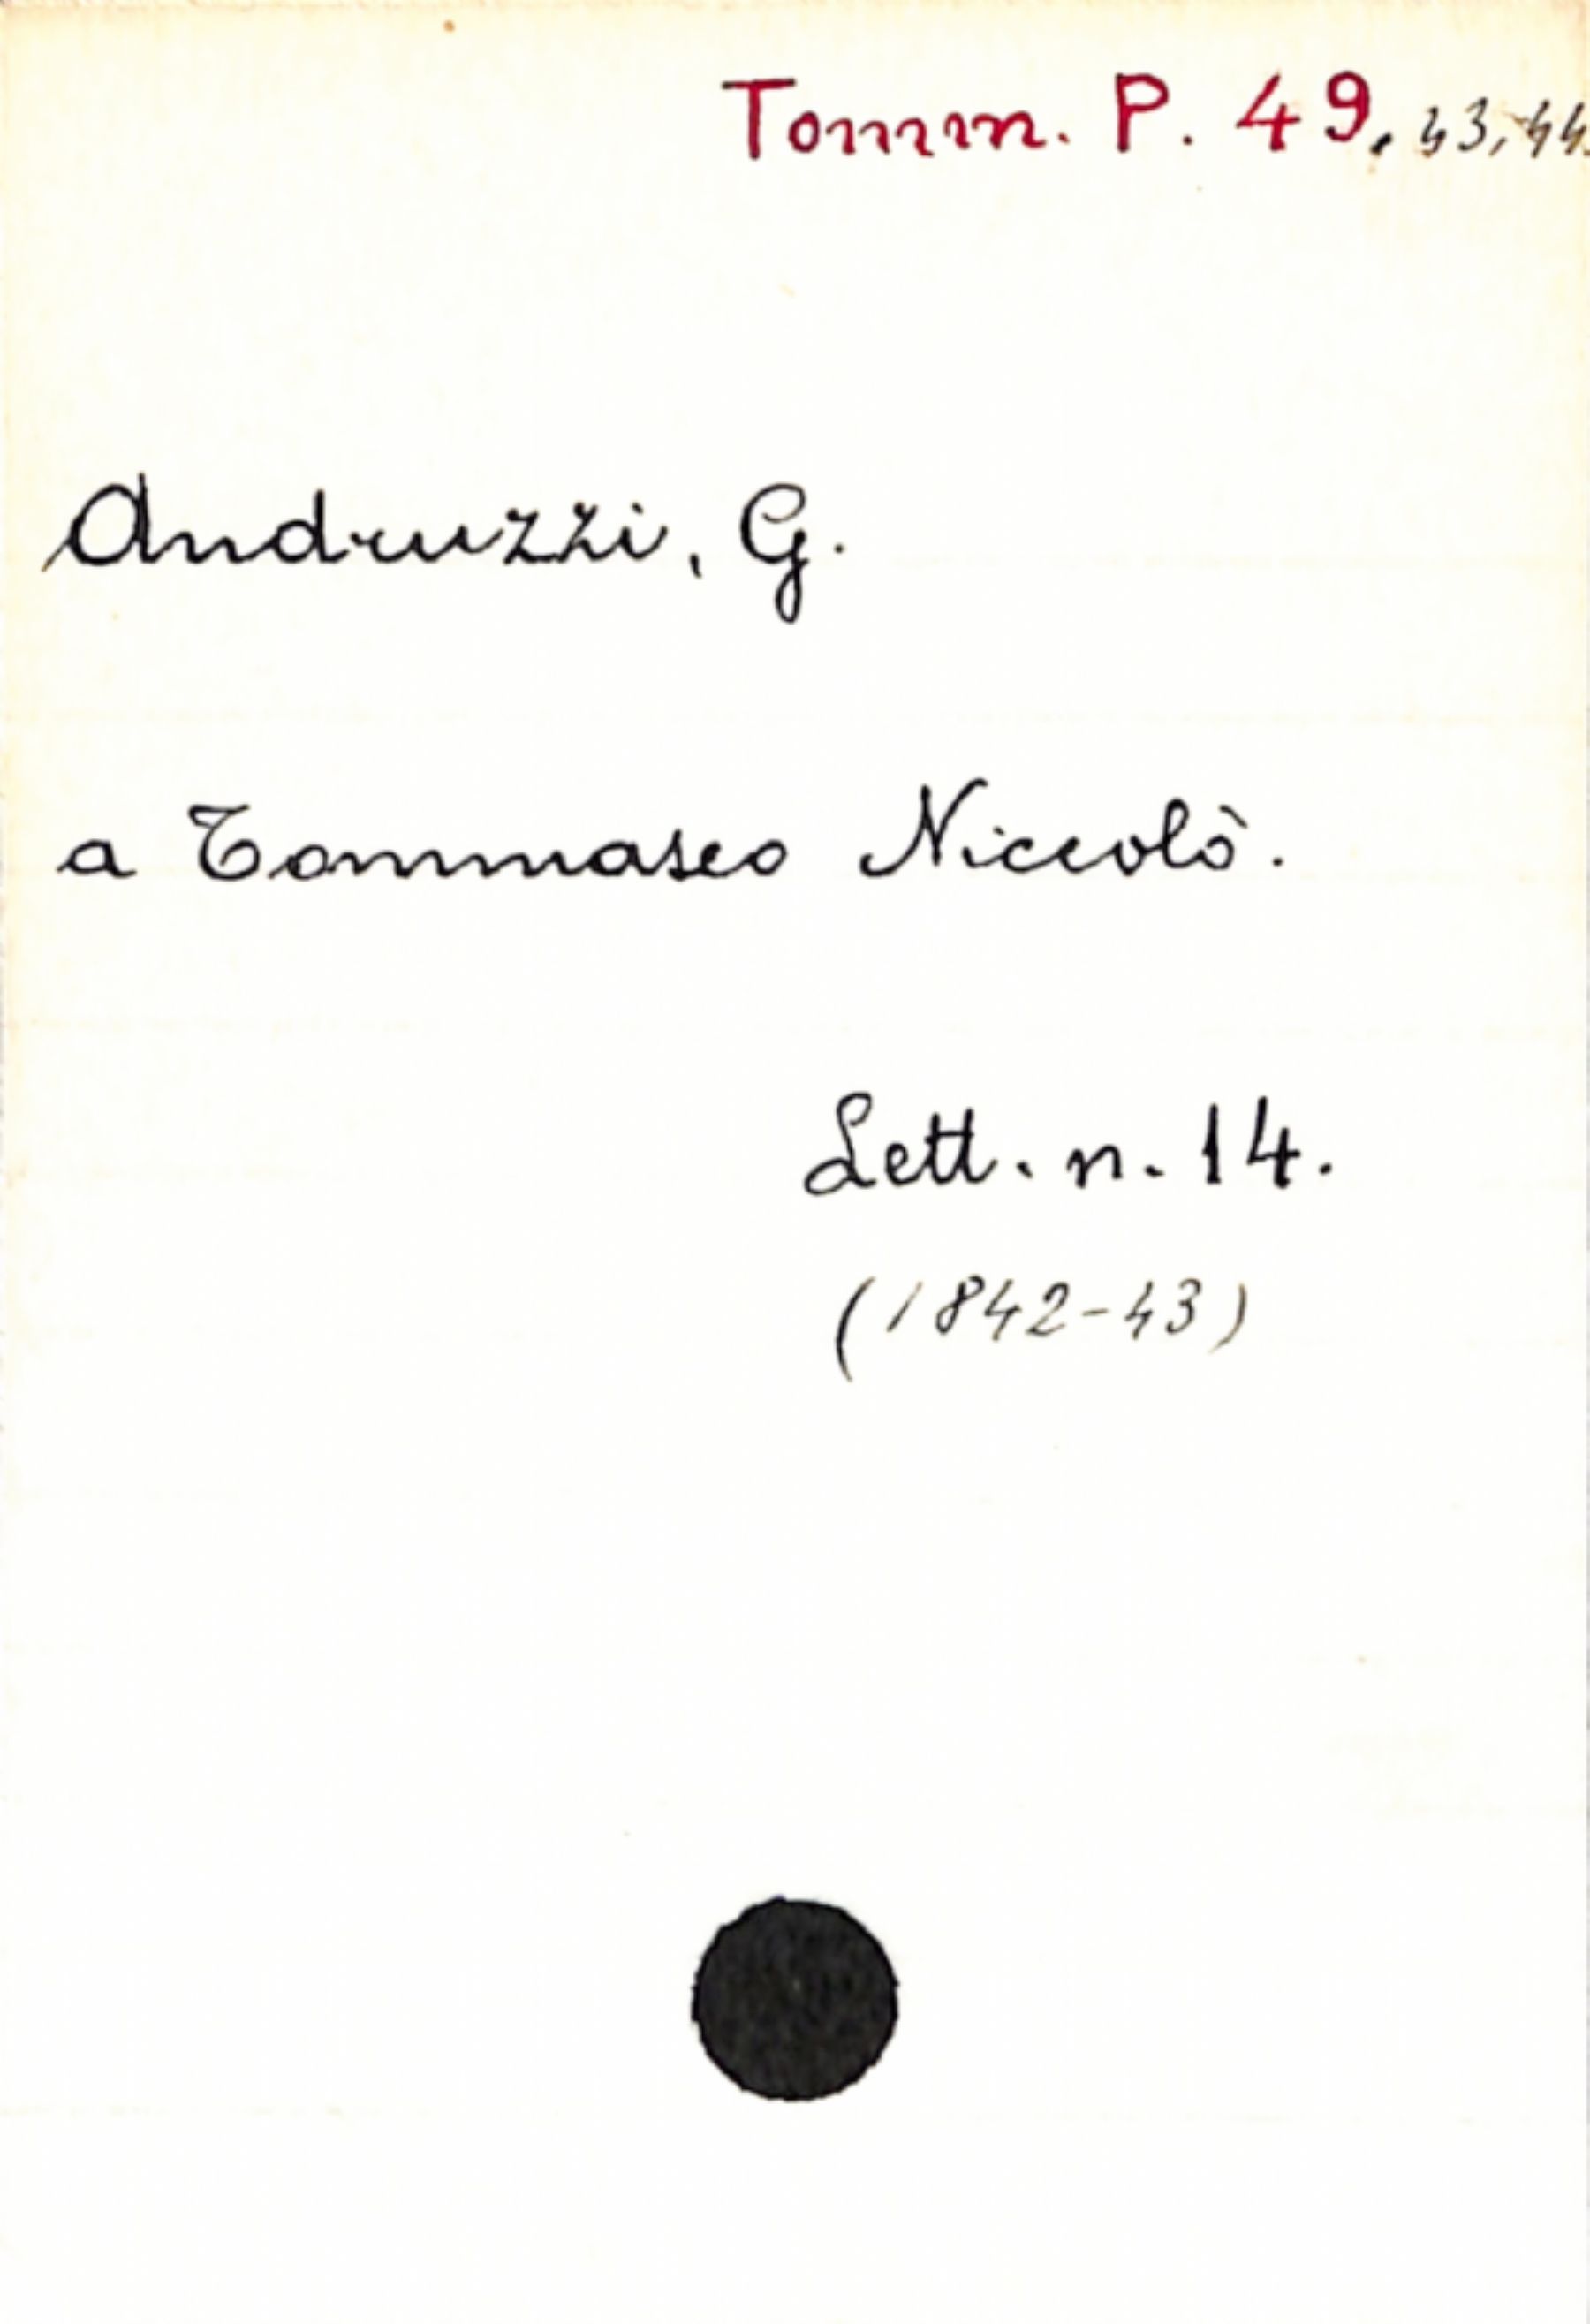 Tomm. P. 49, 43, 44.
Andruzzi, G.
a Tommaseo Niccolò.
Lett. n. 14.
(1842-43)